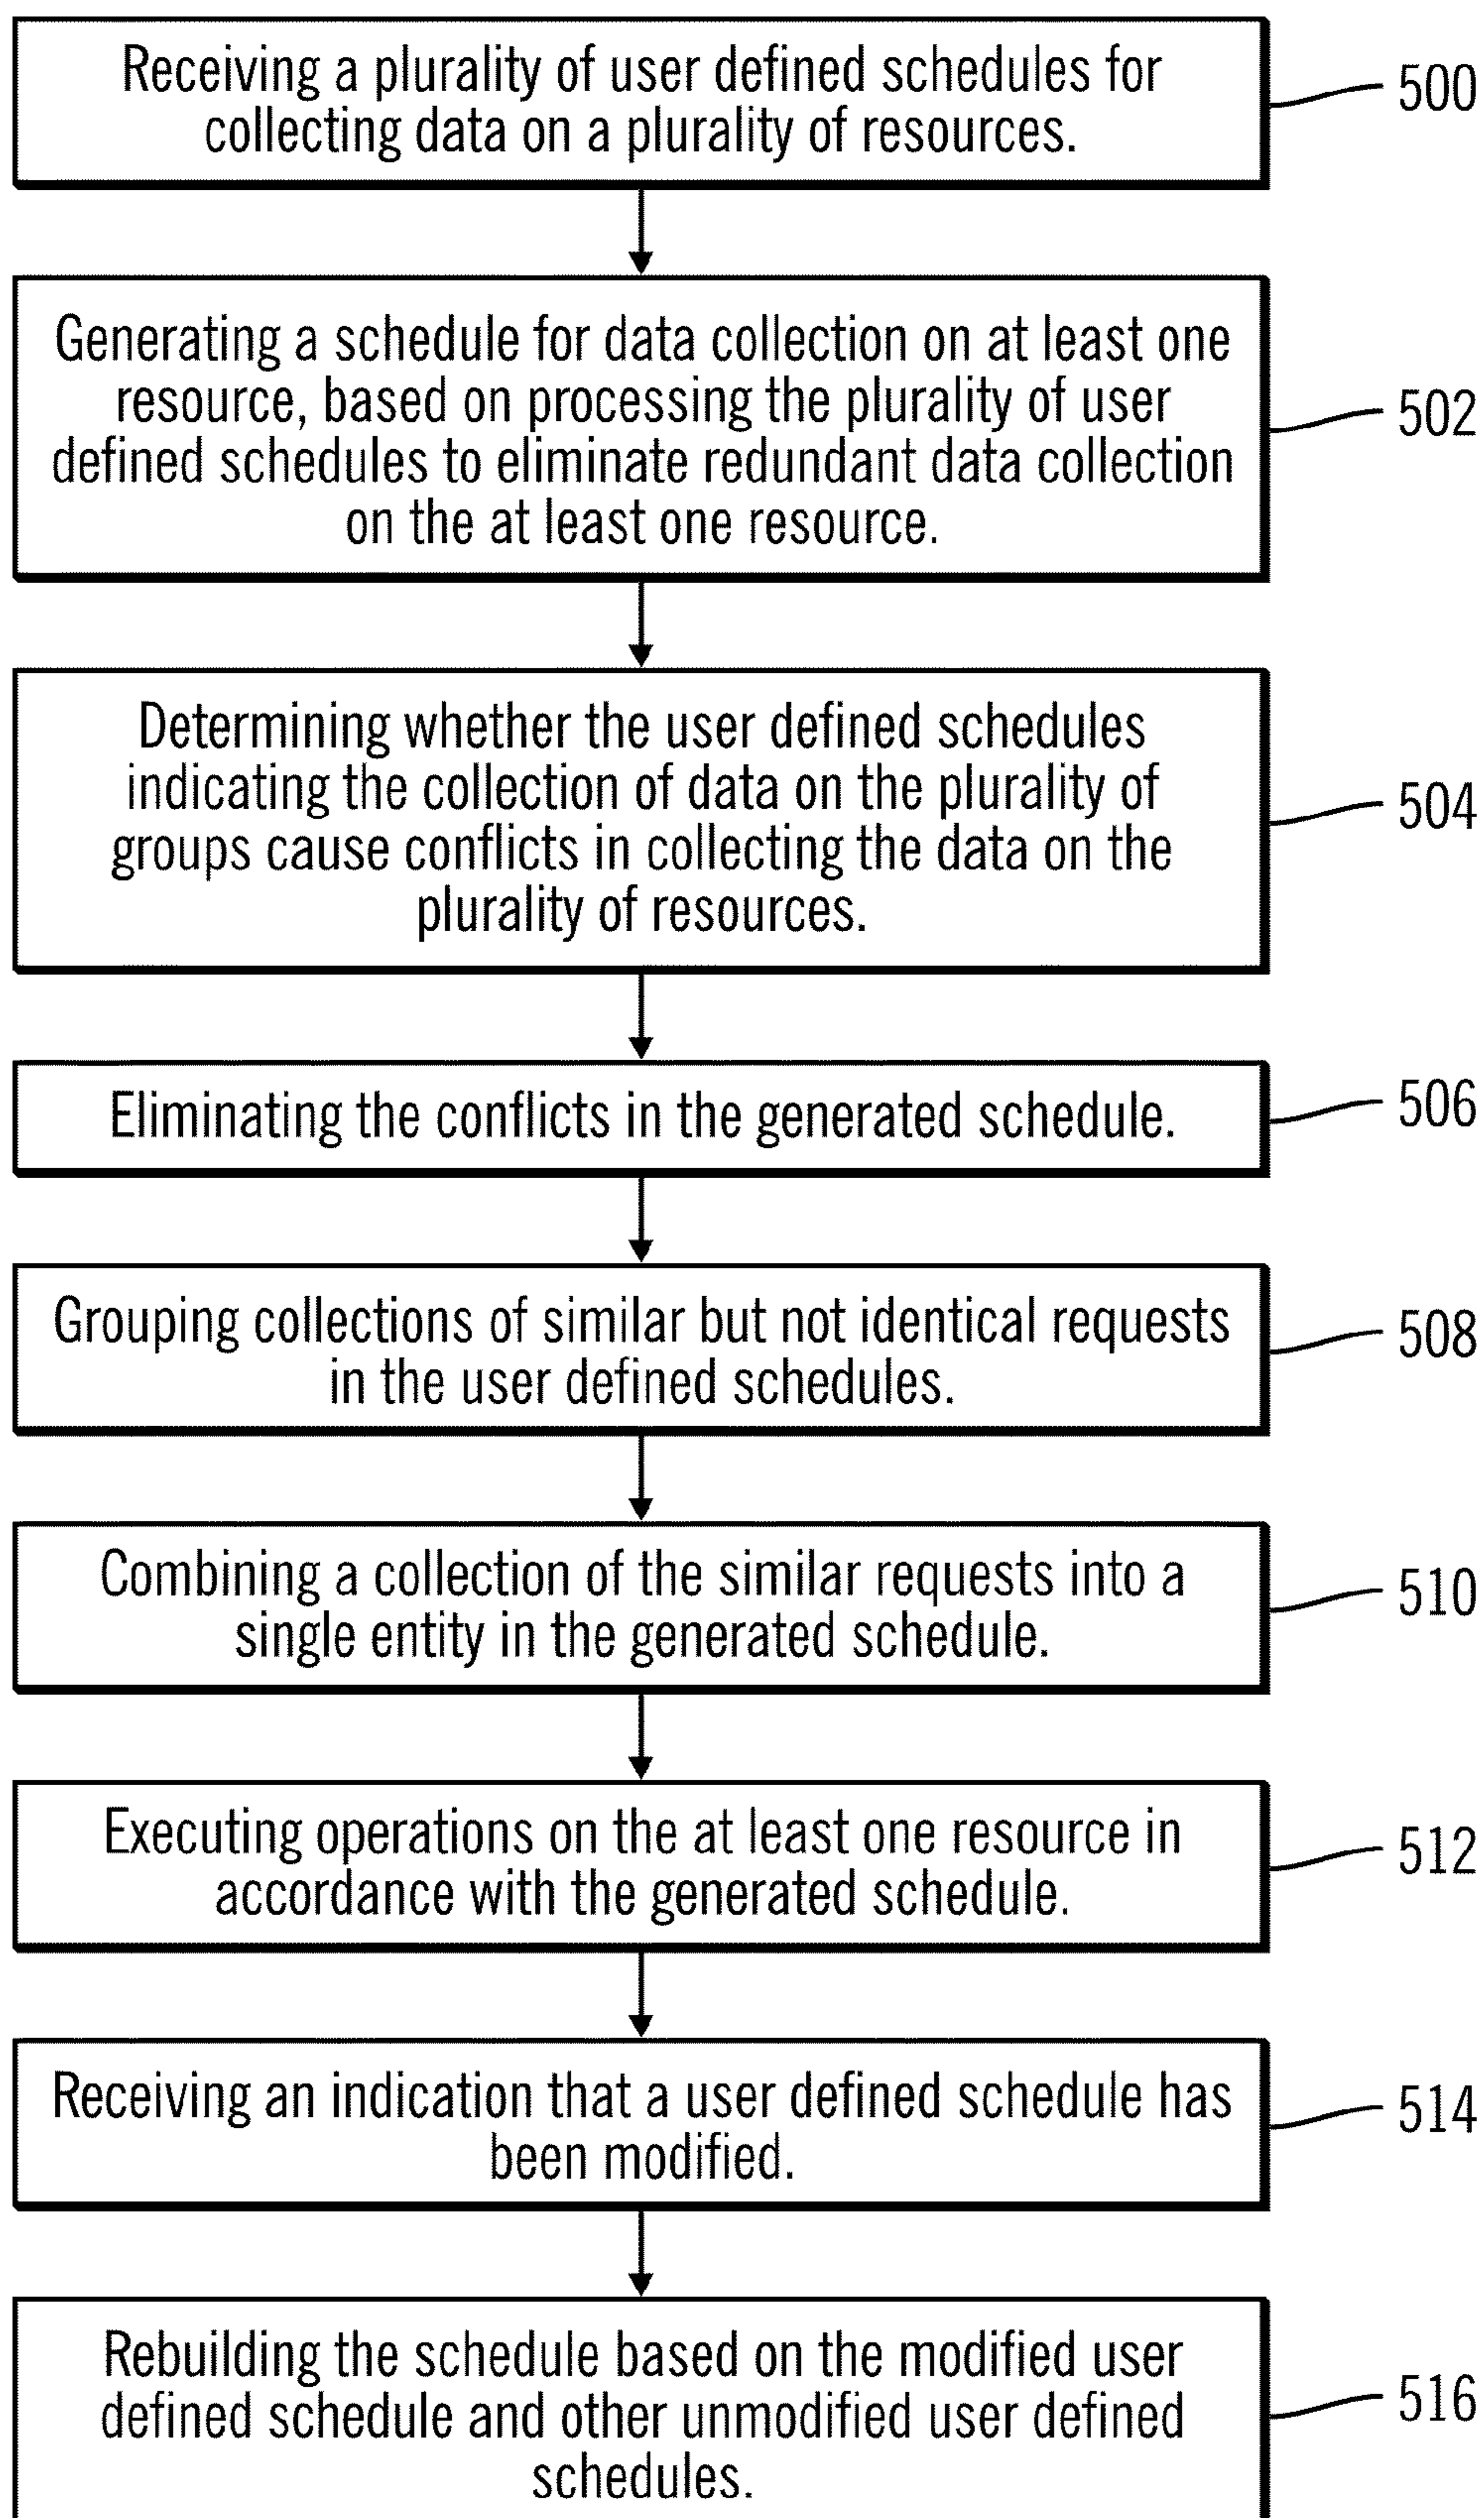 Receiving a plurality of user defined schedules for
collecting data on a plurality of resources.
500
Generating a schedule for data collection on at least one
resource, based on processing the plurality of user
defined schedules to eliminate redundant data collection
on the at least one resource.
502
Determining whether the user defined schedules
indicating the collection of data on the plurality of
groups cause conflicts in collecting the data on the
plurality of resources.
504
Eliminating the conflicts in the generated schedule.
506
Grouping collections of similar but not identical requests
in the user defined schedules.
508
Combining a collection of the similar requests into a
single entity in the generated schedule.
510
Executing operations on the at least one resource in
accordance with the generated schedule.
512
Receiving an indication that a user defined schedule has
been modified.
514
Rebuilding the schedule based on the modified user
defined schedule and other unmodified user defined
schedules.
516